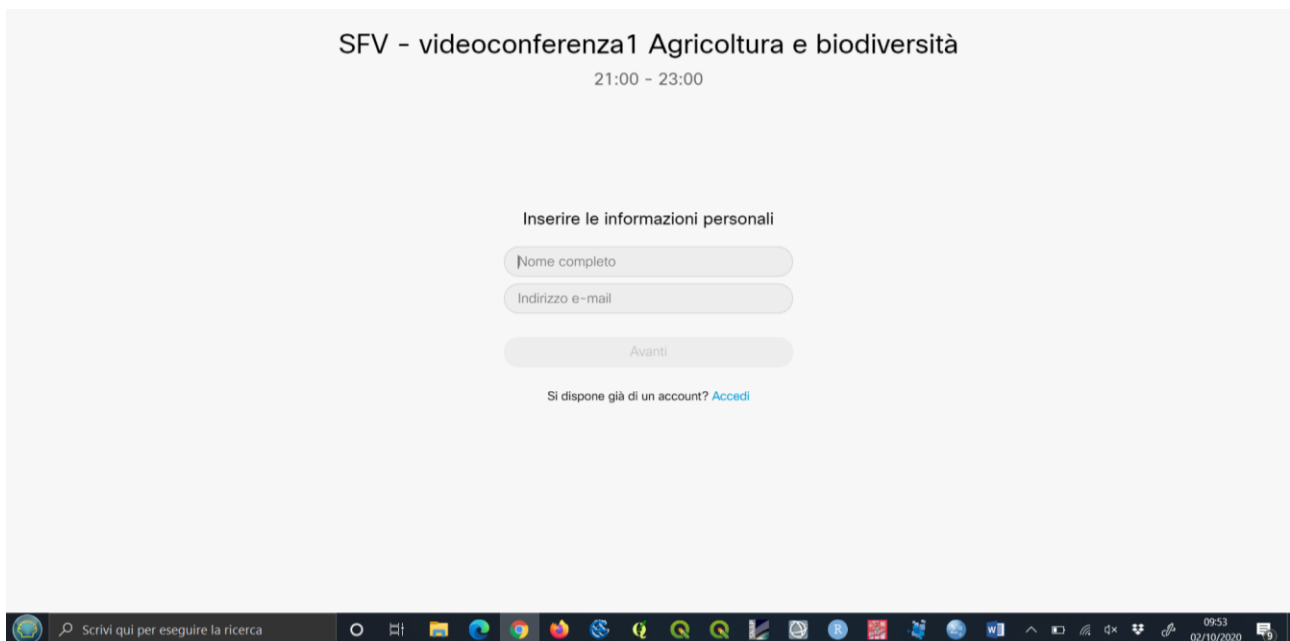 SFV - videoconferenza1 Agricoltura e biodiversità
21:00 - 23:00
Inserire le informazioni personali
Nome completo
Indirizzo e-mail
Avanti
Si dispone già di un account? Accedi
Scrivi qui per eseguire la ricerca
09:53
02/10/2020